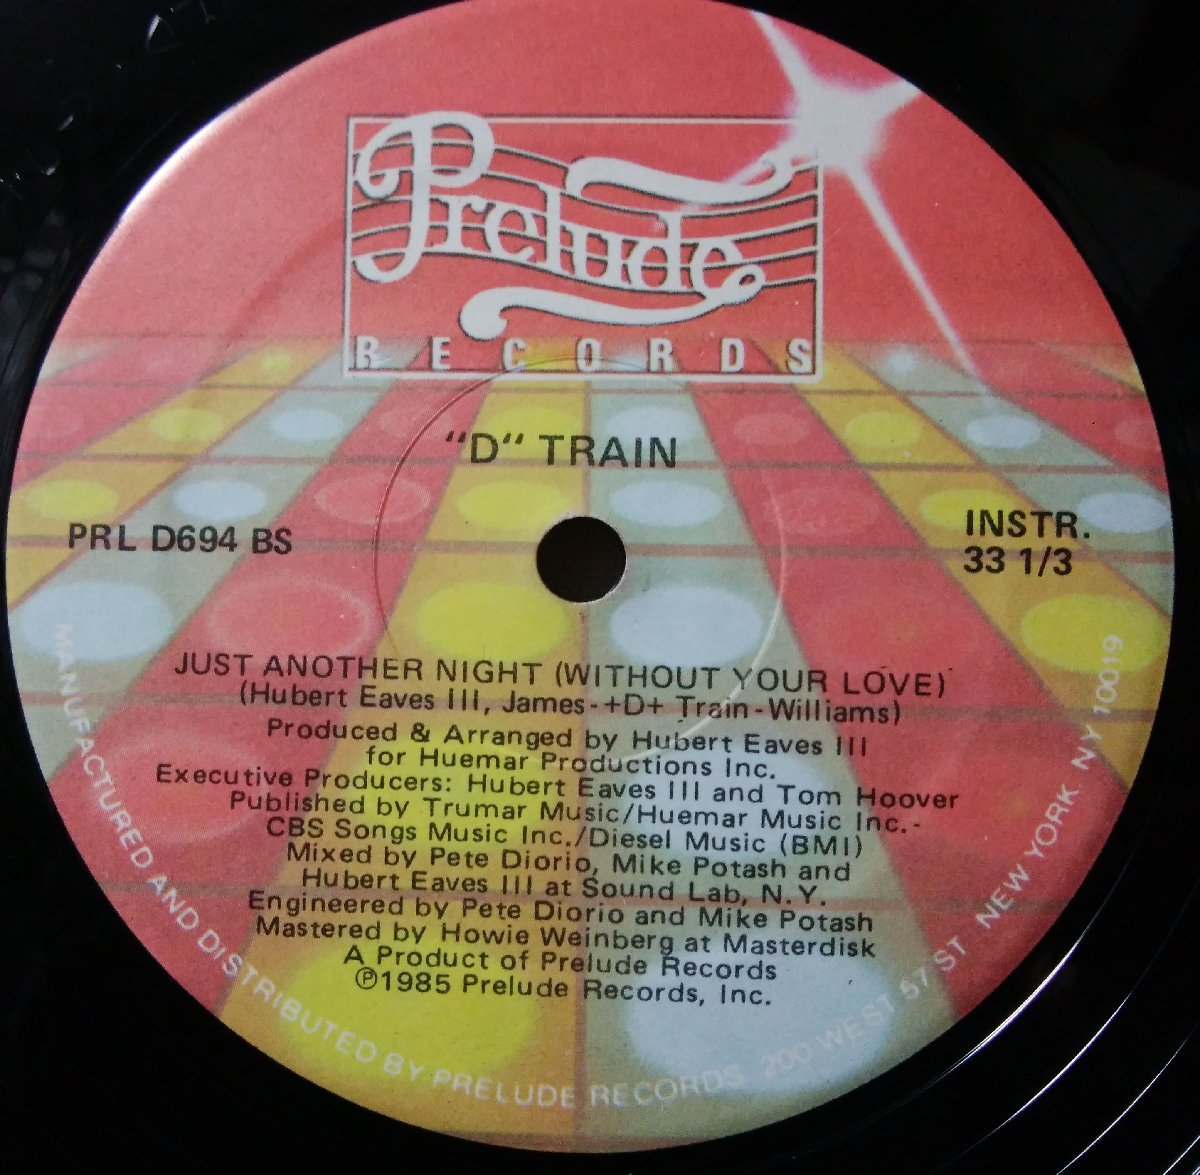 Prelude
RECORDS
"D" TRAIN
PRL D694 BS
INSTR.
33 1/3
JUST ANOTHER NIGHT (WITHOUT YOUR LOVE)
(Hubert Eaves III, James-+D+ Train-Williams)
Produced & Arranged by Hubert Eaves III
for Huemar Productions Inc.
Executive Producers: Hubert Eaves III and Tom Hoover
Published by Trumar Music/Huemar Music Inc.-
CBS Songs Music Inc./Diesel Music (BMI)
Mixed by Pete Diorio, Mike Potash and
Hubert Eaves III at Sound Lab, N.Y.
Engineered by Pete Diorio and Mike Potash
Mastered by Howie Weinberg at Masterdisk
A Product of Prelude Records
℗1985 Prelude Records, Inc.
MANUFACTURED AND DISTRIBUTED BY PRELUDE RECORDS 200 WEST 57 ST NEW YORK. NY 10019